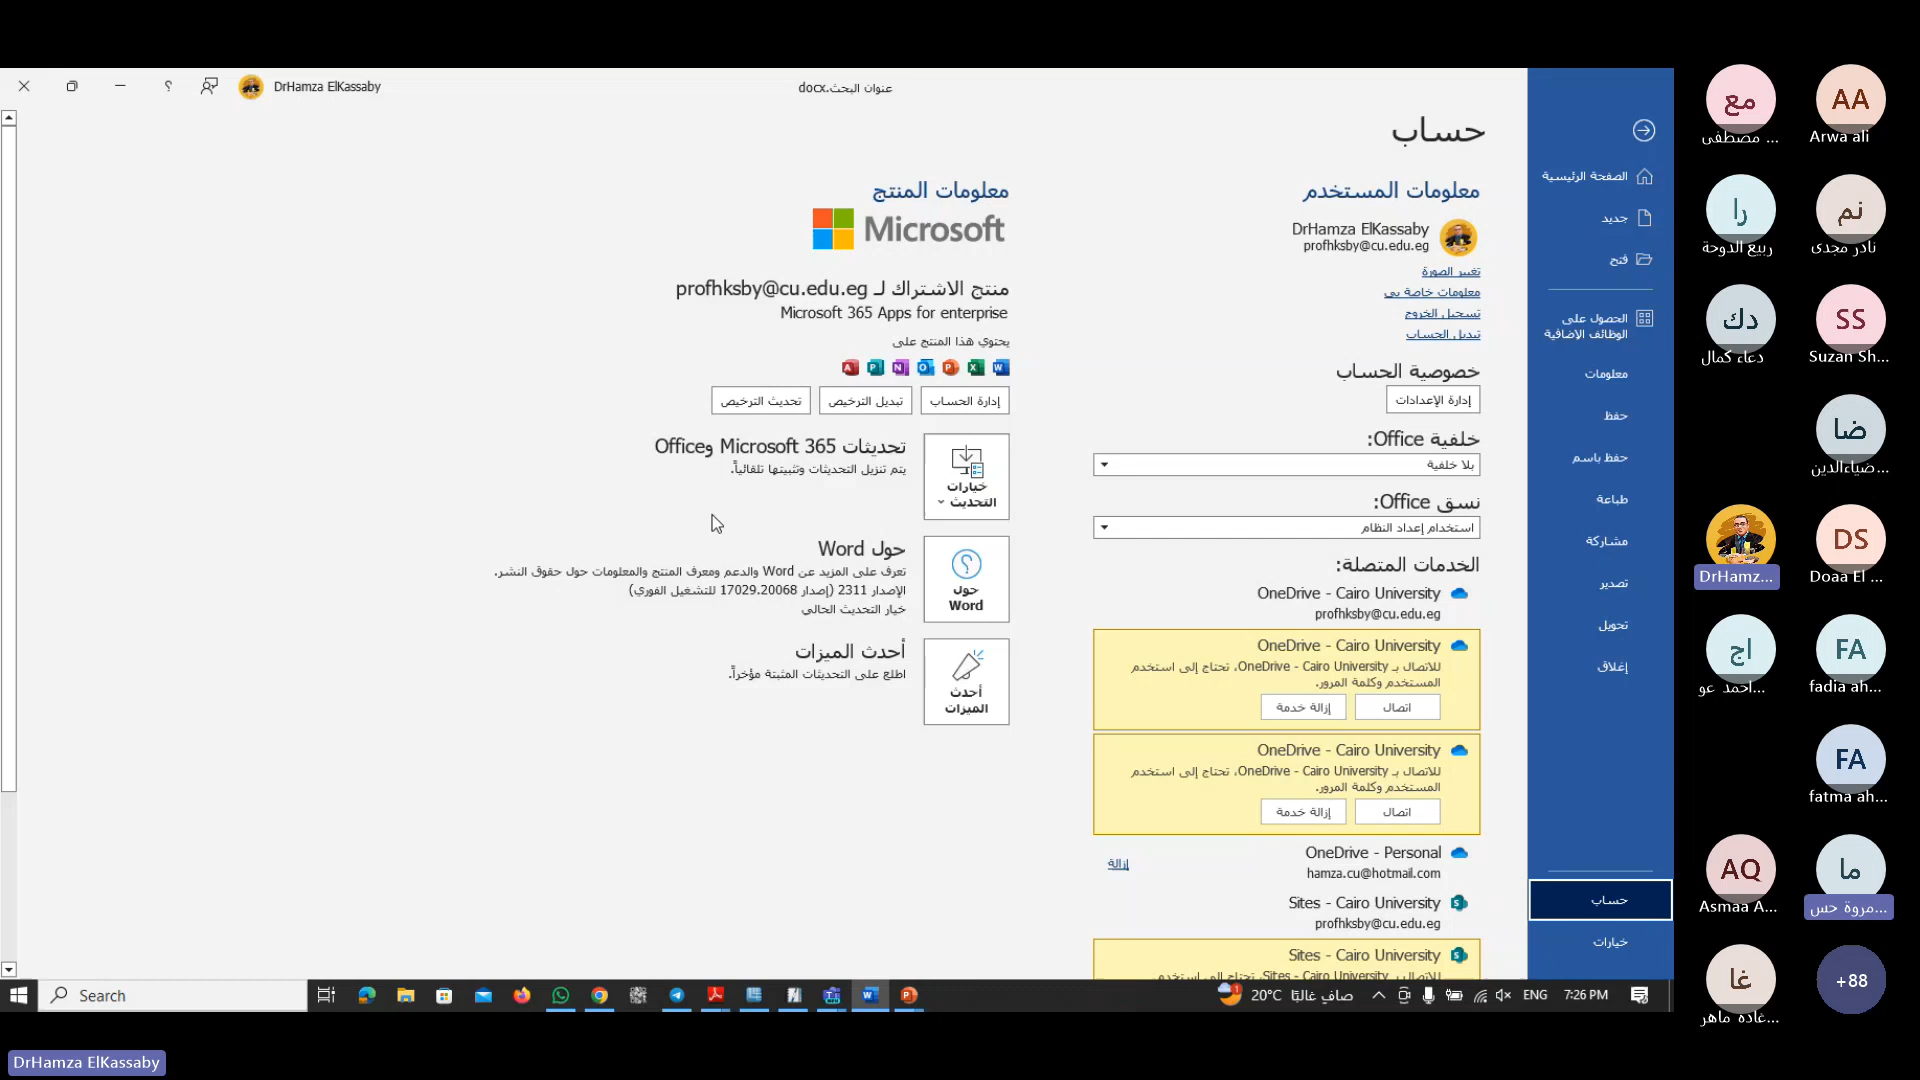 DrHamza ElKassaby
عنوان البحث.docx
حساب
معلومات المستخدم
DrHamza ElKassaby
profhksby@cu.edu.eg
تغيير الصورة
معلومات خاصة بي
تسجيل الخروج
تبديل الحساب
خصوصية الحساب
إدارة الإعدادات
خلفية Office:
بلا خلفية
نسق Office:
استخدام إعداد النظام
الخدمات المتصلة:
OneDrive - Cairo University
profhksby@cu.edu.eg
OneDrive - Cairo University
للاتصال بـ OneDrive - Cairo University، تحتاج إلى استخدم
المستخدم وكلمة المرور.
اتصال
إزالة خدمة
OneDrive - Cairo University
للاتصال بـ OneDrive - Cairo University، تحتاج إلى استخدم
المستخدم وكلمة المرور.
اتصال
إزالة خدمة
OneDrive - Personal
hamza.cu@hotmail.com
إزالة
Sites - Cairo University
profhksby@cu.edu.eg
Sites - Cairo University
للاتصال بـ Sites - Cairo University، تحتاج إلى استخدم
معلومات المنتج
Microsoft
منتج الاشتراك لـ profhksby@cu.edu.eg
Microsoft 365 Apps for enterprise
يحتوي هذا المنتج على
إدارة الحساب
تبديل الترخيص
تحديث الترخيص
خيارات
التحديث
تحديثات Microsoft 365 وOffice
يتم تنزيل التحديثات وتثبيتها تلقائياً.
حول
Word
حول Word
تعرف على المزيد عن Word والدعم ومعرف المنتج والمعلومات حول حقوق النشر.
الإصدار 2311 (إصدار 17029.20068 للتشغيل الفوري)
خيار التحديث الحالي
أحدث
الميزات
أحدث الميزات
اطلع على التحديثات المثبتة مؤخراً.
الصفحة الرئيسية
جديد
فتح
الحصول على
الوظائف الإضافية
معلومات
حفظ
حفظ باسم
طباعة
مشاركة
تصدير
تحويل
إغلاق
حساب
خيارات
مع
مصطفى ...
AA
Arwa ali
را
ربيع الدوحة
نم
نادر مجدى
دك
دعاء كمال
SS
Suzan Sh...
ضا
ضياءالدين...
DrHamz...
DS
Doaa El ...
اج
احمد عو...
FA
fadia ah...
FA
fatma ah...
AQ
Asmaa A...
ما
مروة حس...
غا
غاده ماهر...
+88
Search
20°C صافٍ غالبًا
ENG
7:26 PM
DrHamza ElKassaby